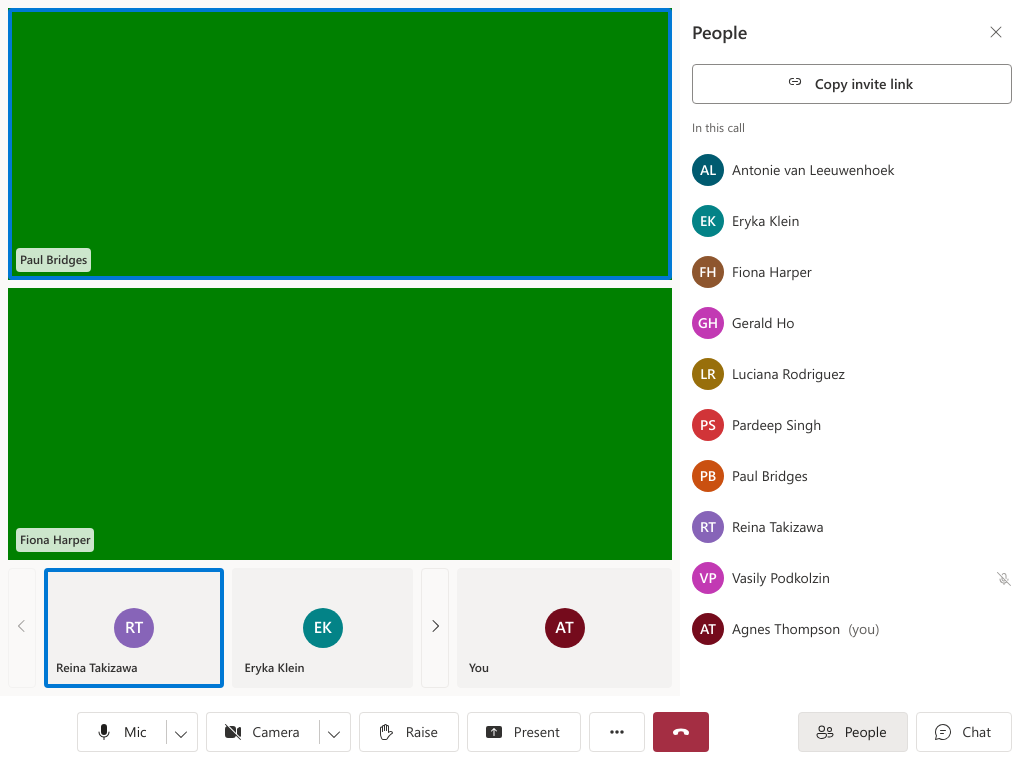 Paul Bridges
Fiona Harper
RT
Reina Takizawa
EK
Eryka Klein
AT
You
Mic
Camera
Raise
Present
People
Copy invite link
In this call
AL Antonie van Leeuwenhoek
EK Eryka Klein
FH Fiona Harper
GH Gerald Ho
LR Luciana Rodriguez
PS Pardeep Singh
PB Paul Bridges
RT Reina Takizawa
VP Vasily Podkolzin
AT Agnes Thompson (you)
People
Chat